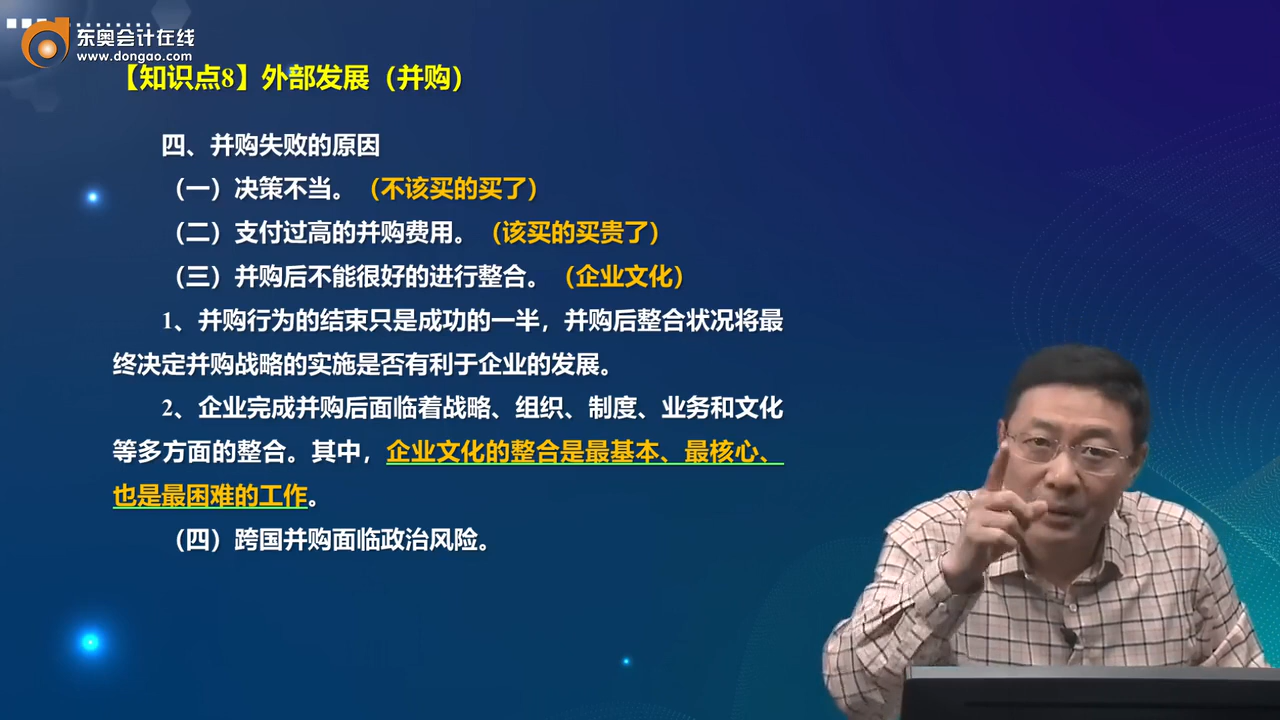 东奥会计在线
www.dongao.com
【知识点8】外部发展（并购）
四、并购失败的原因
（一）决策不当。（不该买的买了）
（二）支付过高的并购费用。（该买的买贵了）
（三）并购后不能很好的进行整合。（企业文化）
1、并购行为的结束只是成功的一半，并购后整合状况将最
终决定并购战略的实施是否有利于企业的发展。
2、企业完成并购后面临着战略、组织、制度、业务和文化
等多方面的整合。其中，企业文化的整合是最基本、最核心、
也是最困难的工作。
（四）跨国并购面临政治风险。